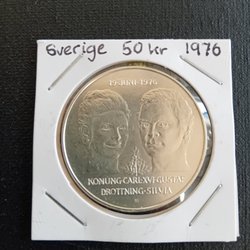 Sverige 50 kr 1976
19·JUNI·1976
KONUNG·CARL·XVI·GUSTAF
DROTTNING·SILVIA